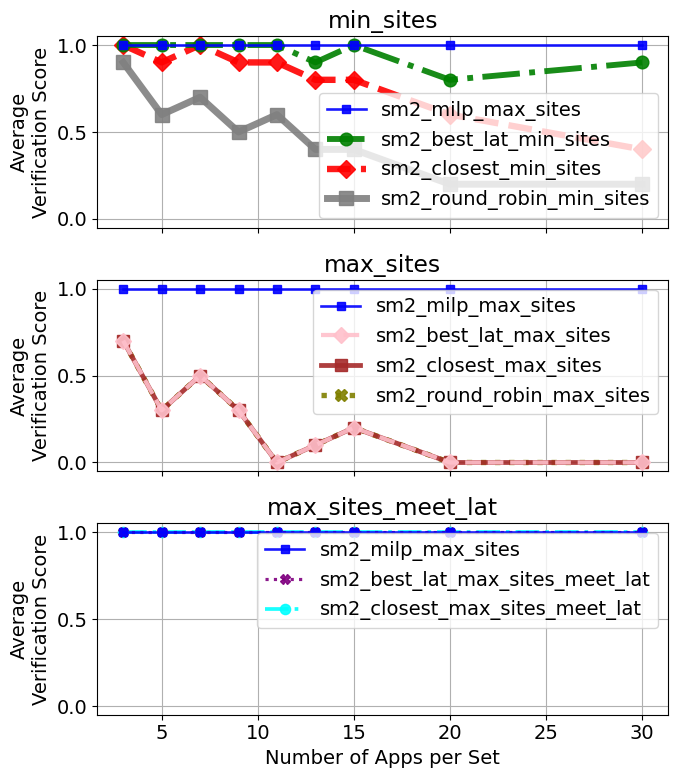 min_sites
1.0
0.5
0.0
Average
Verification Score
sm2_milp_max_sites
sm2_best_lat_min_sites
sm2_closest_min_sites
sm2_round_robin_min_sites
max_sites
1.0
0.5
0.0
Average
Verification Score
sm2_milp_max_sites
sm2_best_lat_max_sites
sm2_closest_max_sites
sm2_round_robin_max_sites
max_sites_meet_lat
1.0
0.5
0.0
Average
Verification Score
sm2_milp_max_sites
sm2_best_lat_max_sites_meet_lat
sm2_closest_max_sites_meet_lat
5 10 15 20 25 30
Number of Apps per Set